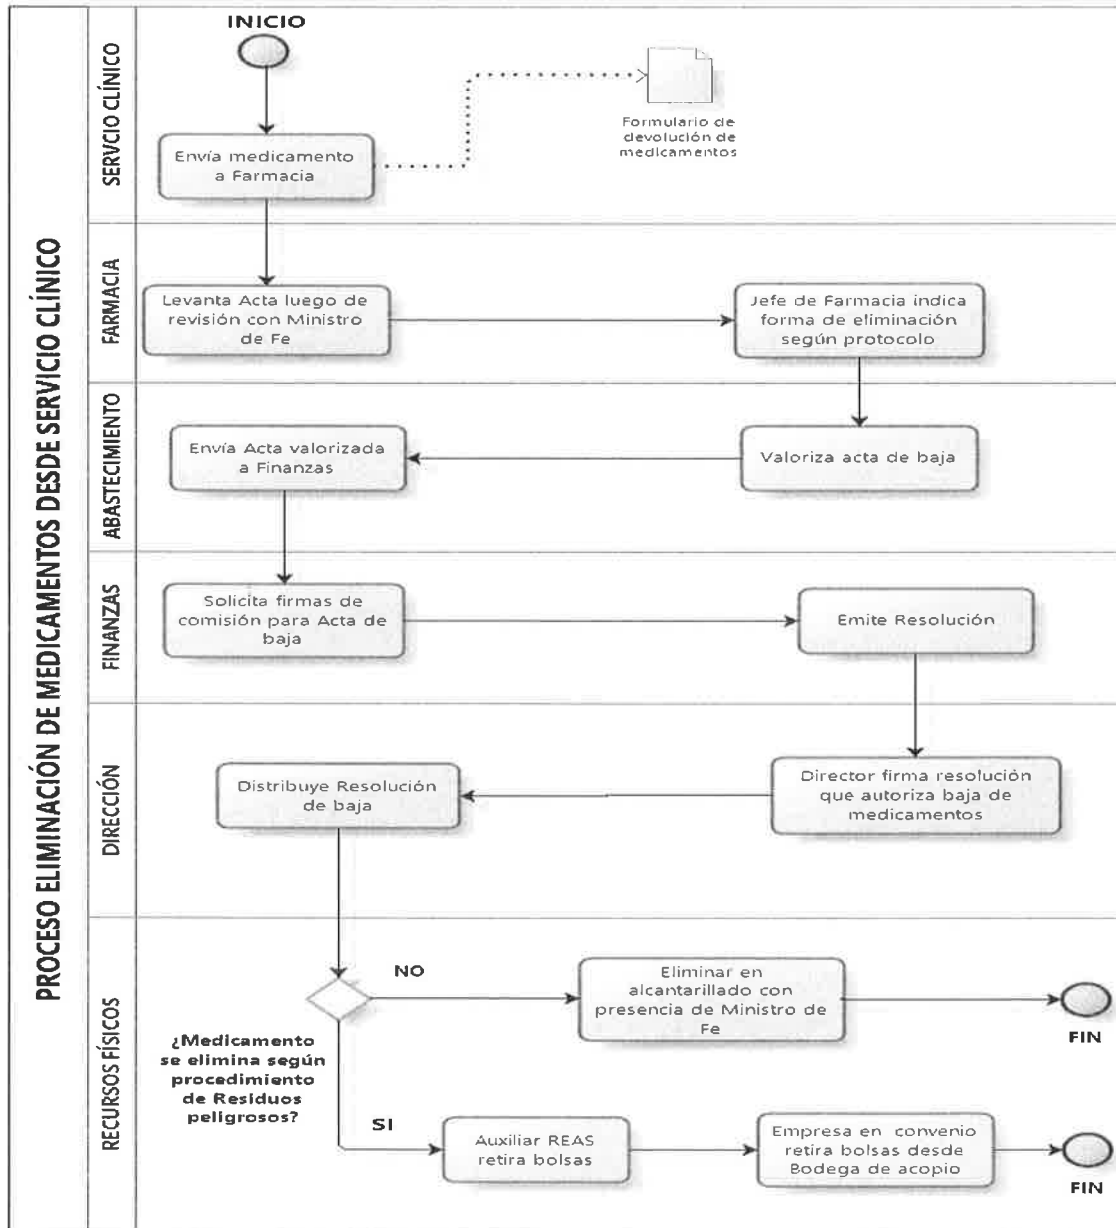 PROCESO ELIMINACIÓN DE MEDICAMENTOS DESDE SERVICIO CLÍNICO
SERVCIO CLÍNICO
INICIO
Envía medicamento
a Farmacia
Formulario de
devolución de
medicamentos
FARMACIA
Levanta Acta luego de
revisión con Ministro
de Fe
Jefe de Farmacia indica
forma de eliminación
según protocolo
ABASTECIMIENTO
Envía Acta valorizada
a Finanzas
Valoriza acta de baja
FINANZAS
Solicita firmas de
comisión para Acta de
baja
Emite Resolución
DIRECCIÓN
Distribuye Resolución
de baja
Director firma resolución
que autoriza baja de
medicamentos
RECURSOS FÍSICOS
¿Medicamento
se elimina según
procedimiento
de Residuos
peligrosos?
NO
Eliminar en
alcantarillado con
presencia de Ministro de
Fe
FIN
SI
Auxiliar REAS
retira bolsas
Empresa en convenio
retira bolsas desde
Bodega de acopio
FIN